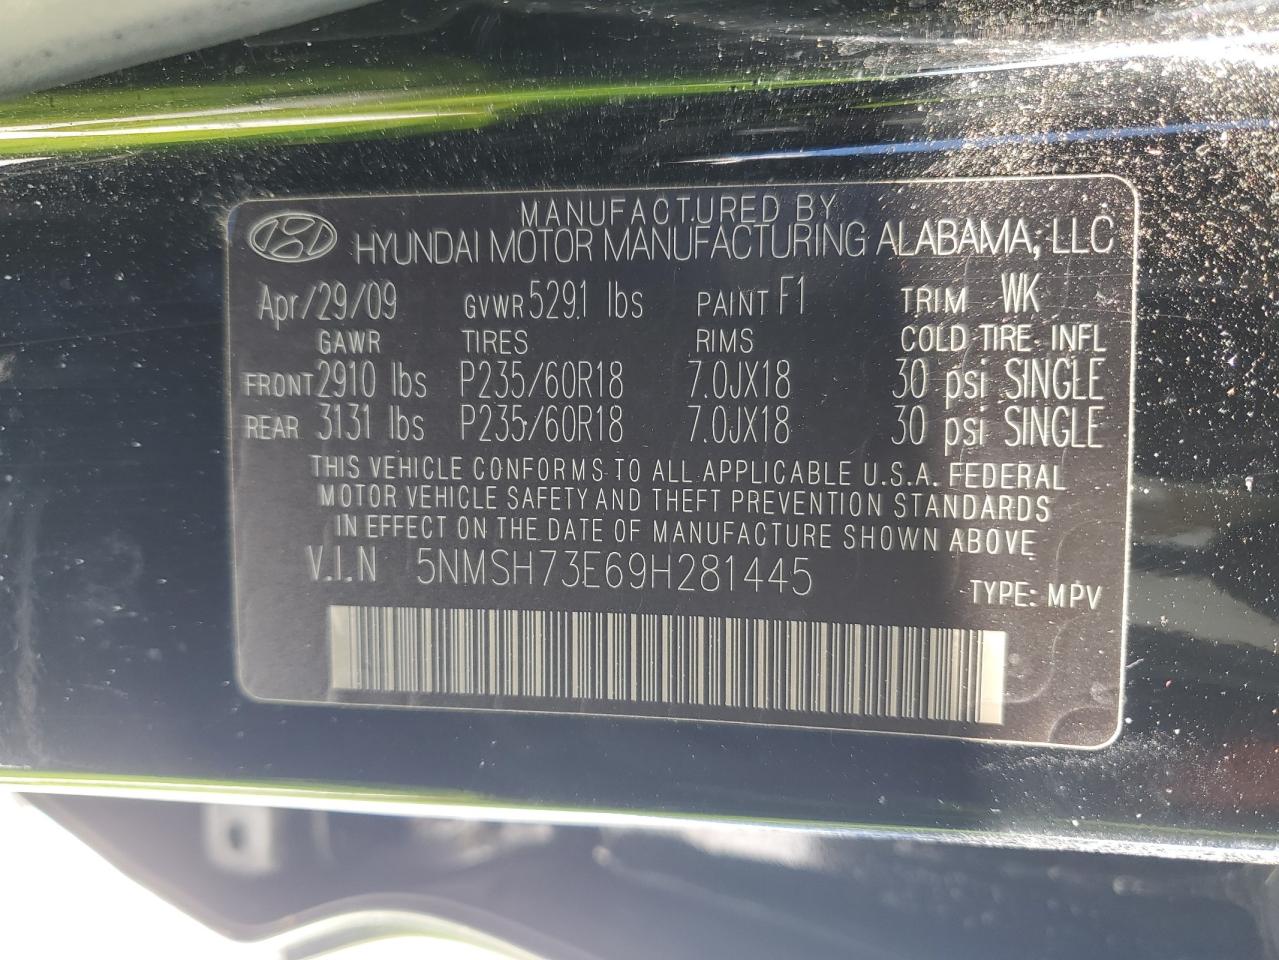 MANUFACTURED BY
HYUNDAI MOTOR MANUFACTURING ALABAMA, LLC
Apr/29/09 GVWR 5291 lbs PAINT F1 TRIM WK
GAWR TIRES RIMS COLD TIRE INFL
FRONT 2910 lbs P235/60R18 7.0JX18 30 psi SINGLE
REAR 3131 lbs P235/60R18 7.0JX18 30 psi SINGLE
THIS VEHICLE CONFORMS TO ALL APPLICABLE U.S.A. FEDERAL
MOTOR VEHICLE SAFETY AND THEFT PREVENTION STANDARDS
IN EFFECT ON THE DATE OF MANUFACTURE SHOWN ABOVE
V.I.N 5NMSH73E69H281445
TYPE: MPV